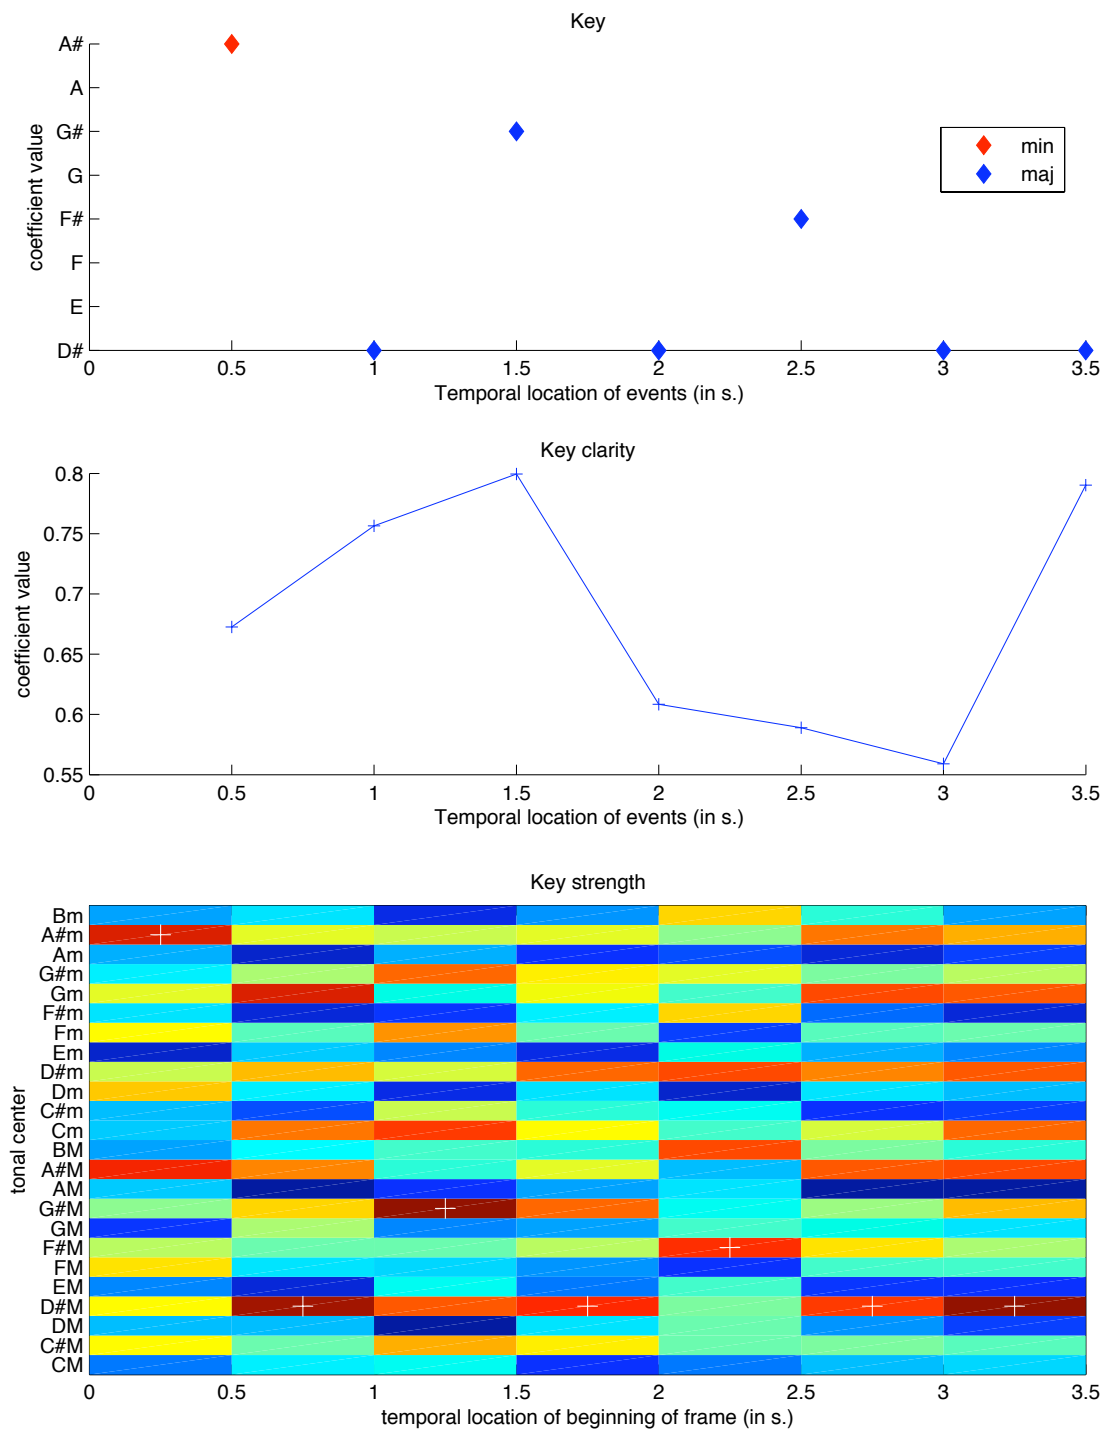 Key
A#
A
G#
G
F#
F
E
D#
coefficient value
min
maj
0 0.5 1 1.5 2 2.5 3 3.5
Temporal location of events (in s.)
Key clarity
0.8
0.75
0.7
0.65
0.6
0.55
coefficient value
0 0.5 1 1.5 2 2.5 3 3.5
Temporal location of events (in s.)
Key strength
Bm
A#m
Am
G#m
Gm
F#m
Fm
Em
D#m
Dm
C#m
Cm
BM
A#M
AM
G#M
GM
F#M
FM
EM
D#M
DM
C#M
CM
tonal center
0 0.5 1 1.5 2 2.5 3 3.5
temporal location of beginning of frame (in s.)